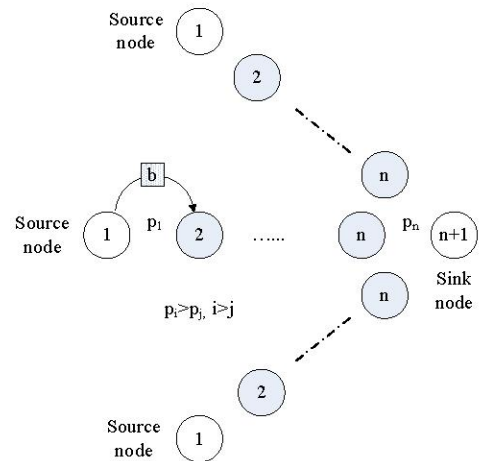 Source
node
1
2
n
b
Source
node
1
p₁
2
......
n
pₙ
n+1
Sink
node
n
pᵢ>pⱼ, i>j
2
Source
node
1